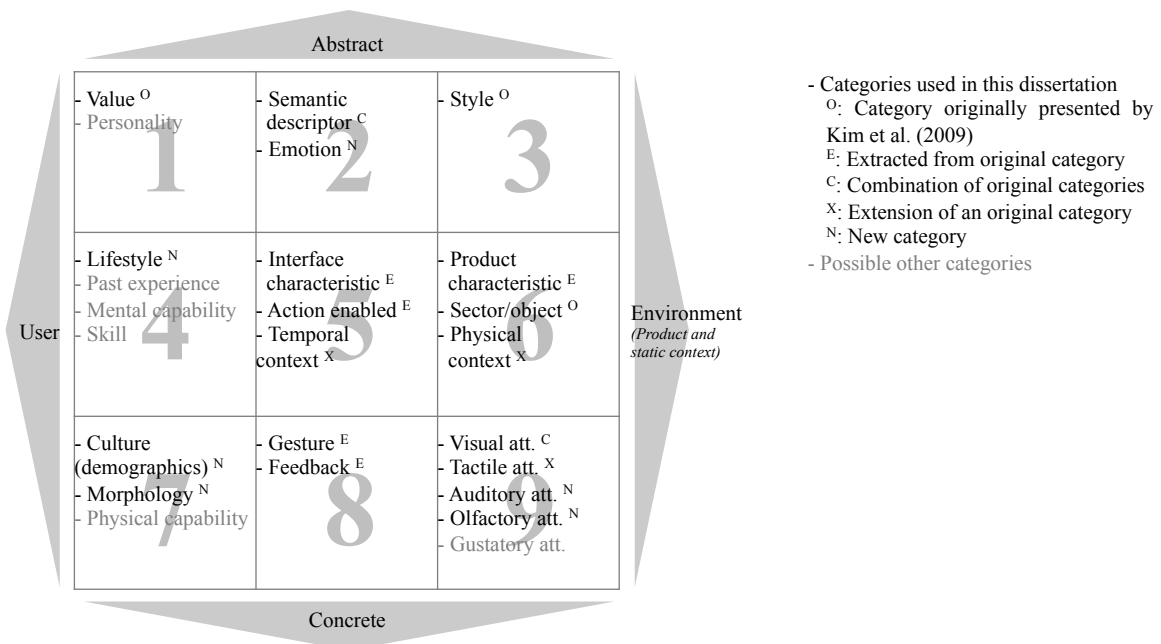 Abstract
- Value O
- Personality
1
- Semantic
descriptor C
- Emotion N
2
- Style O
3
- Lifestyle N
- Past experience
- Mental capability
- Skill
4
- Interface
characteristic E
- Action enabled E
- Temporal
context X
5
- Product
characteristic E
- Sector/object O
- Physical
context X
6
- Culture
(demographics) N
- Morphology N
- Physical capability
7
- Gesture E
- Feedback E
8
- Visual att. C
- Tactile att. X
- Auditory att. N
- Olfactory att. N
- Gustatory att.
9
User
Environment
(Product and
static context)
Concrete
- Categories used in this dissertation
O: Category originally presented by
Kim et al. (2009)
E: Extracted from original category
C: Combination of original categories
X: Extension of an original category
N: New category
- Possible other categories